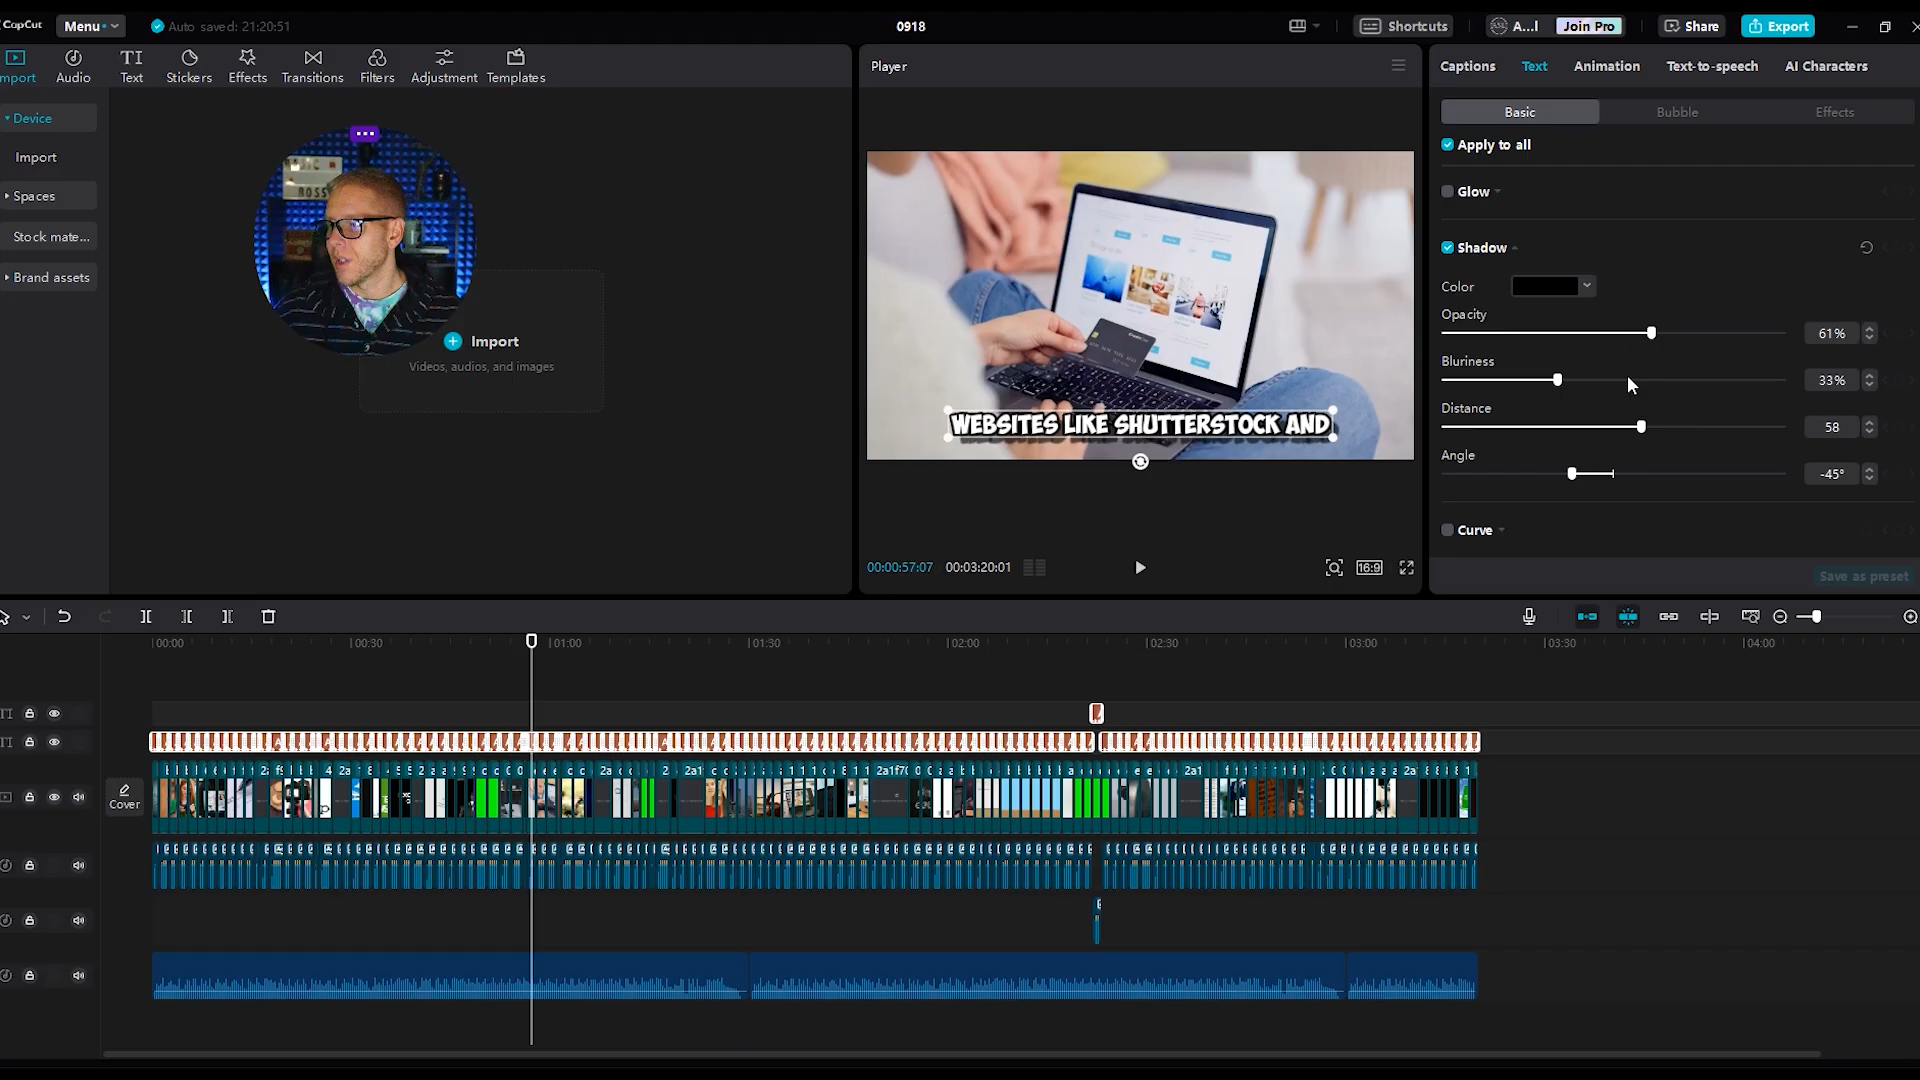 CapCut
Menu
Auto saved: 21:20:51
0918
Shortcuts
A...l
Join Pro
Share
Export
Import
Audio
Text
Stickers
Effects
Transitions
Filters
Adjustment
Templates
Device
Import
Spaces
Stock mate...
Brand assets
BOSS
Import
Videos, audios, and images
Player
WEBSITES LIKE SHUTTERSTOCK AND
00:00:57:07
00:03:20:01
16:9
Captions
Text
Animation
Text-to-speech
AI Characters
Basic
Bubble
Effects
Apply to all
Glow
Shadow
Color
Opacity
61%
Bluriness
33%
Distance
58
Angle
-45°
Curve
Save as preset
00:00
00:30
01:00
01:30
02:00
02:30
03:00
03:30
04:00
Cover